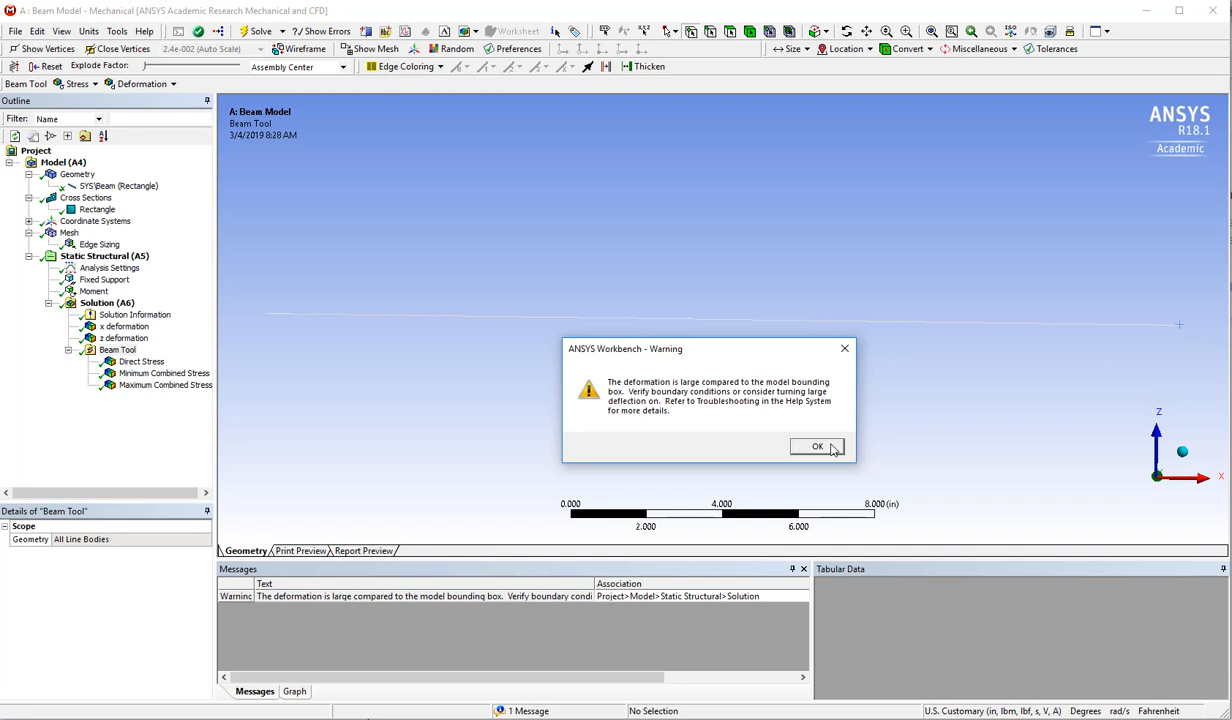 A : Beam Model - Mechanical [ANSYS Academic Research Mechanical and CFD]
File Edit View Units Tools Help Solve Show Errors Worksheet
Show Vertices Close Vertices 2.4e-002 (Auto Scale) Wireframe Show Mesh Random Preferences Size Location Convert Miscellaneous Tolerances
Reset Explode Factor: Assembly Center Edge Coloring Thicken
Beam Tool Stress Deformation
Outline
Filter: Name
Project
Model (A4)
Geometry
SYS\Beam (Rectangle)
Cross Sections
Rectangle
Coordinate Systems
Mesh
Edge Sizing
Static Structural (A5)
Analysis Settings
Fixed Support
Moment
Solution (A6)
Solution Information
x deformation
z deformation
Beam Tool
Direct Stress
Minimum Combined Stress
Maximum Combined Stress
Details of "Beam Tool"
Scope
Geometry All Line Bodies
A: Beam Model
Beam Tool
3/4/2019 8:28 AM
ANSYS
R18.1
Academic
ANSYS Workbench - Warning
The deformation is large compared to the model bounding
box. Verify boundary conditions or consider turning large
deflection on. Refer to Troubleshooting in the Help System
for more details.
OK
Z
X
0.000 4.000 8.000 (in)
2.000 6.000
Geometry Print Preview Report Preview
Messages
Text Association
Warninc The deformation is large compared to the model bounding box. Verify boundary condi Project>Model>Static Structural>Solution
Messages Graph
Tabular Data
1 Message No Selection U.S. Customary (in, lbm, lbf, s, V, A) Degrees rad/s Fahrenheit